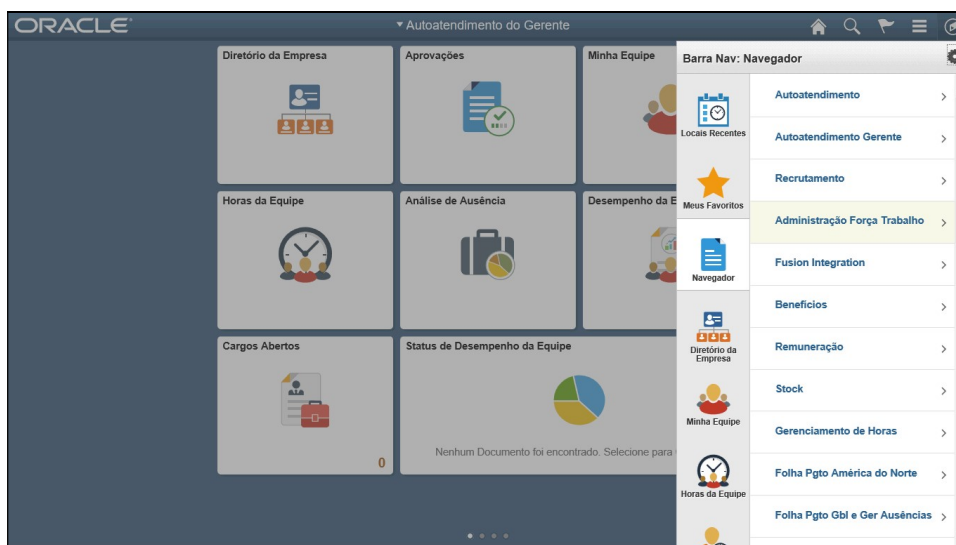 ORACLE
Autoatendimento do Gerente
Diretório da Empresa
Aprovações
Minha Equipe
Horas da Equipe
Análise de Ausência
Desempenho da E
Cargos Abertos
0
Status de Desempenho da Equipe
Nenhum Documento foi encontrado. Selecione para
Barra Nav: Navegador
Locais Recentes
Meus Favoritos
Navegador
Diretório da
Empresa
Minha Equipe
Horas da Equipe
Autoatendimento
Autoatendimento Gerente
Recrutamento
Administração Força Trabalho
Fusion Integration
Benefícios
Remuneração
Stock
Gerenciamento de Horas
Folha Pgto América do Norte
Folha Pgto Gbl e Ger Ausências